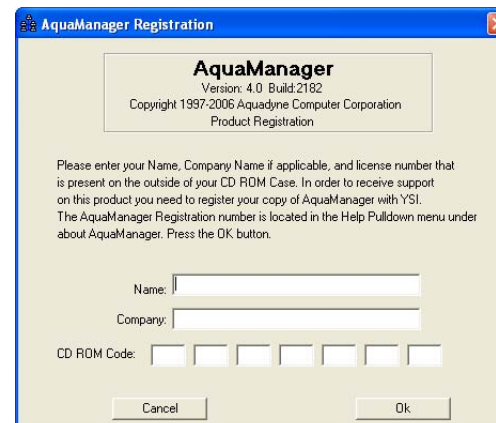 AquaManager Registration
AquaManager
Version: 4.0 Build:2182
Copyright 1997-2006 Aquadyne Computer Corporation
Product Registration
Please enter your Name, Company Name if applicable, and license number that
is present on the outside of your CD ROM Case. In order to receive support
on this product you need to register your copy of AquaManager with YSI.
The AquaManager Registration number is located in the Help Pulldown menu under
about AquaManager. Press the OK button.
Name:
Company:
CD ROM Code:
Cancel Ok